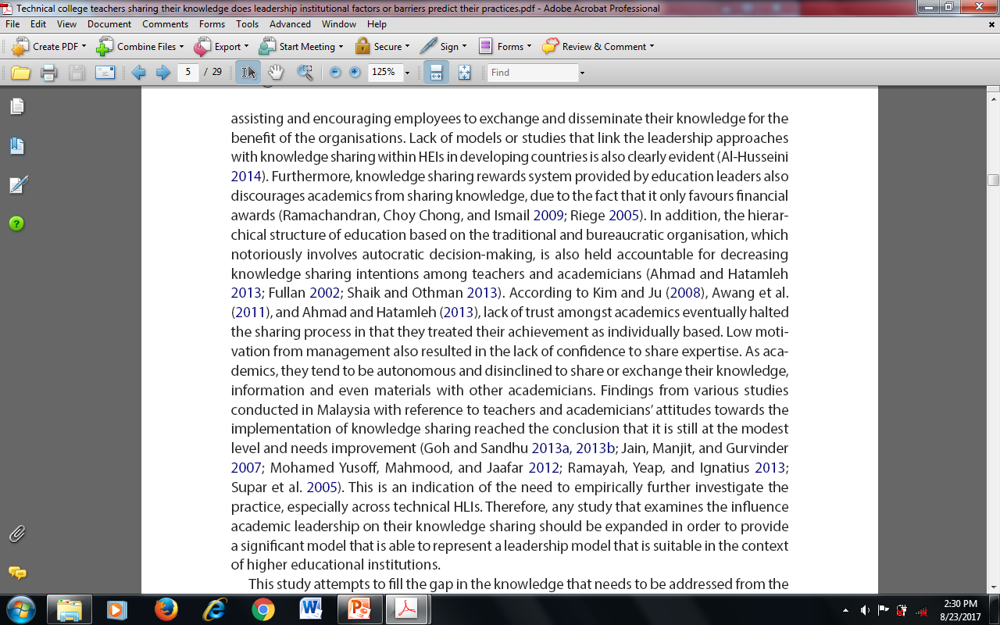 Technical college teachers sharing their knowledge does leadership institutional factors or barriers predict their practices.pdf - Adobe Acrobat Professional
File Edit View Document Comments Forms Tools Advanced Window Help
Create PDF Combine Files Export Start Meeting Secure Sign Forms Review & Comment
5 / 29 125% Find
assisting and encouraging employees to exchange and disseminate their knowledge for the
benefit of the organisations. Lack of models or studies that link the leadership approaches
with knowledge sharing within HEIs in developing countries is also clearly evident (Al-Husseini
2014). Furthermore, knowledge sharing rewards system provided by education leaders also
discourages academics from sharing knowledge, due to the fact that it only favours financial
awards (Ramachandran, Choy Chong, and Ismail 2009; Riege 2005). In addition, the hierar-
chical structure of education based on the traditional and bureaucratic organisation, which
notoriously involves autocratic decision-making, is also held accountable for decreasing
knowledge sharing intentions among teachers and academicians (Ahmad and Hatamleh
2013; Fullan 2002; Shaik and Othman 2013). According to Kim and Ju (2008), Awang et al.
(2011), and Ahmad and Hatamleh (2013), lack of trust amongst academics eventually halted
the sharing process in that they treated their achievement as individually based. Low moti-
vation from management also resulted in the lack of confidence to share expertise. As aca-
demics, they tend to be autonomous and disinclined to share or exchange their knowledge,
information and even materials with other academicians. Findings from various studies
conducted in Malaysia with reference to teachers and academicians' attitudes towards the
implementation of knowledge sharing reached the conclusion that it is still at the modest
level and needs improvement (Goh and Sandhu 2013a, 2013b; Jain, Manjit, and Gurvinder
2007; Mohamed Yusoff, Mahmood, and Jaafar 2012; Ramayah, Yeap, and Ignatius 2013;
Supar et al. 2005). This is an indication of the need to empirically further investigate the
practice, especially across technical HLIs. Therefore, any study that examines the influence
academic leadership on their knowledge sharing should be expanded in order to provide
a significant model that is able to represent a leadership model that is suitable in the context
of higher educational institutions.
This study attempts to fill the gap in the knowledge that needs to be addressed from the
2:30 PM
8/23/2017